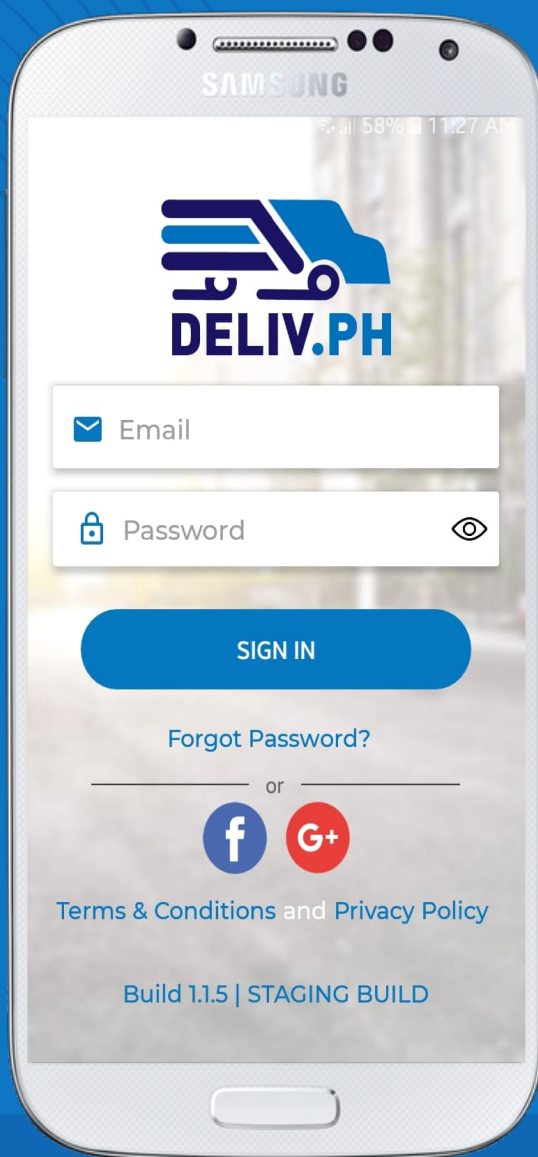 SAMSUNG
58% 11:27 AM
DELIV.PH
Email
Password
SIGN IN
Forgot Password?
or
f G+
Terms & Conditions and Privacy Policy
Build 1.1.5 | STAGING BUILD